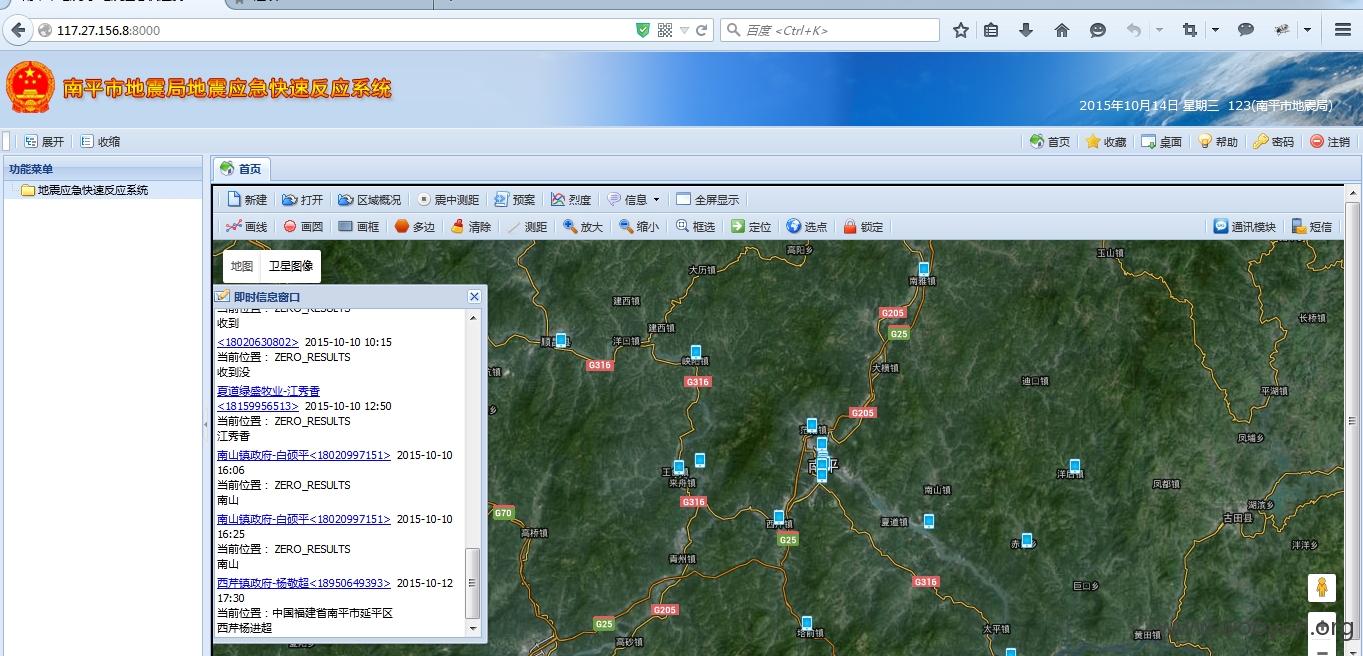 117.27.156.8:8000
百度 <Ctrl+K>
南平市地震局地震应急快速反应系统
2015年10月14日 星期三 123(南平市地震局)
展开 收缩
首页 收藏 桌面 帮助 密码 注销
功能菜单
地震应急快速反应系统
首页
新建 打开 区域概况 震中测距 预案 烈度 信息 全屏显示
画线 画圆 画框 多边 清除 测距 放大 缩小 框选 定位 选点 锁定
通讯模块 短信
地图 卫星图像
即时信息窗口
当前位置： ZERO_RESULTS
收到
<18020630802> 2015-10-10 10:15
当前位置： ZERO_RESULTS
收到没
夏道绿盛牧业-江秀香
<18159956513> 2015-10-10 12:50
当前位置： ZERO_RESULTS
江秀香
南山镇政府-白硕平<18020997151> 2015-10-10
16:06
当前位置： ZERO_RESULTS
南山
南山镇政府-白硕平<18020997151> 2015-10-10
16:25
当前位置： ZERO_RESULTS
南山
西芹镇政府-杨敬超<18950649393> 2015-10-12
17:30
当前位置：中国福建省南平市延平区
西芹杨进超
高阳乡
玉山镇
大历镇
南雅镇
建西镇
G205
长桥镇
建西镇
G25
洋口镇
峡阳镇
G316
大横镇
G316
迪口镇
平湖镇
G205
凤埔乡
南平
洋后镇
来舟镇
凤都镇
南山镇
G316
湖滨乡
G70
西芹镇
夏道镇
古田县
高桥镇
G25
泮洋乡
青州镇
G316
巨口乡
G205
G25
太平镇
黄田镇
高砂镇
.org